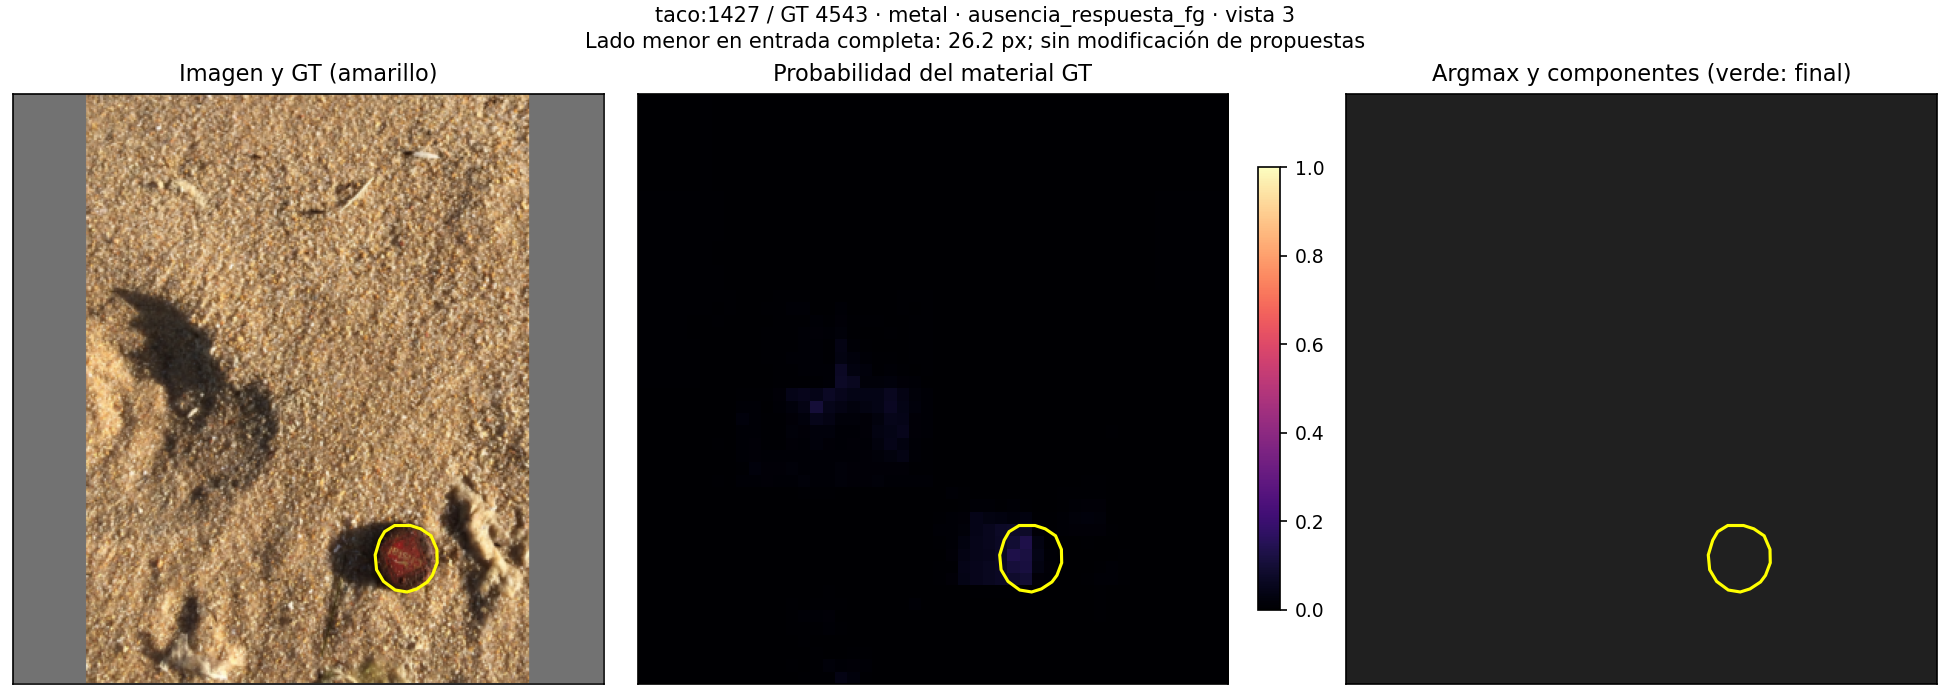 taco:1427 / GT 4543 · metal · ausencia_respuesta_fg · vista 3
Lado menor en entrada completa: 26.2 px; sin modificación de propuestas
Imagen y GT (amarillo)
Probabilidad del material GT
Argmax y componentes (verde: final)
1.0
0.8
0.6
0.4
0.2
0.0